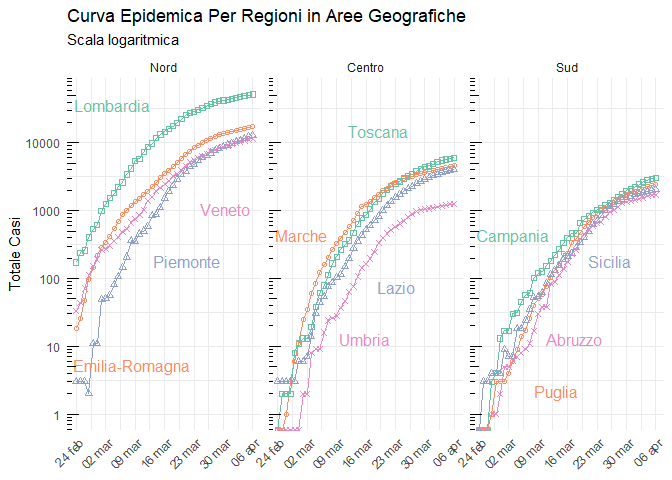 Curva Epidemica Per Regioni in Aree Geografiche
Scala logaritmica
Nord
Centro
Sud
Totale Casi
10000
1000
100
10
1
Lombardia
Veneto
Piemonte
Emilia-Romagna
Toscana
Marche
Lazio
Umbria
Campania
Sicilia
Abruzzo
Puglia
24 feb
02 mar
09 mar
16 mar
23 mar
30 mar
06 apr
24 feb
02 mar
09 mar
16 mar
23 mar
30 mar
06 apr
24 feb
02 mar
09 mar
16 mar
23 mar
30 mar
06 apr